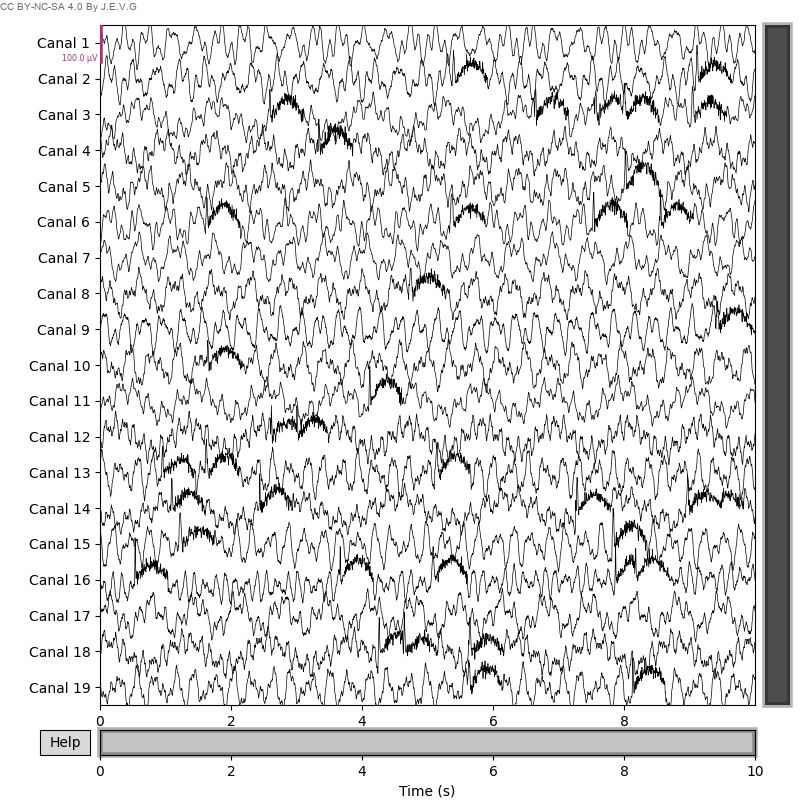 CC BY-NC-SA 4.0 By J.E.V.G
Canal 1
100.0 µV
Canal 2
Canal 3
Canal 4
Canal 5
Canal 6
Canal 7
Canal 8
Canal 9
Canal 10
Canal 11
Canal 12
Canal 13
Canal 14
Canal 15
Canal 16
Canal 17
Canal 18
Canal 19
0 2 4 6 8
Help
0 2 4 6 8 10
Time (s)